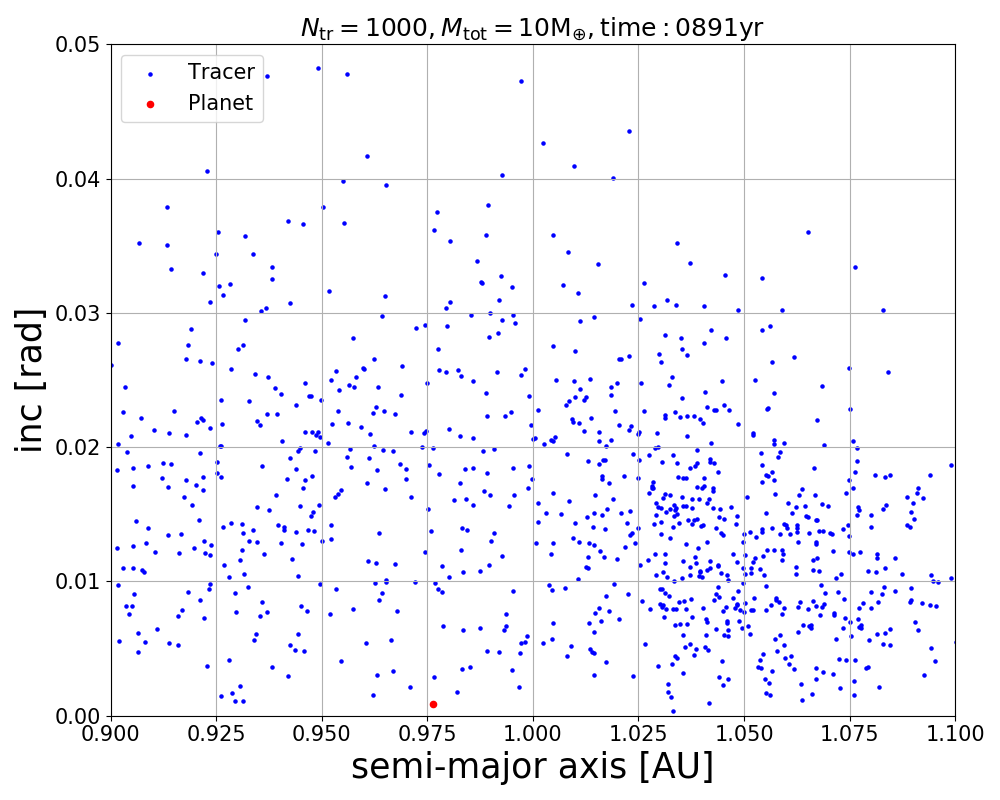 N_tr = 1000, M_tot = 10M_⊕, time : 0891yr
Tracer
Planet
inc [rad]
0.05
0.04
0.03
0.02
0.01
0.00
0.900 0.925 0.950 0.975 1.000 1.025 1.050 1.075 1.100
semi-major axis [AU]